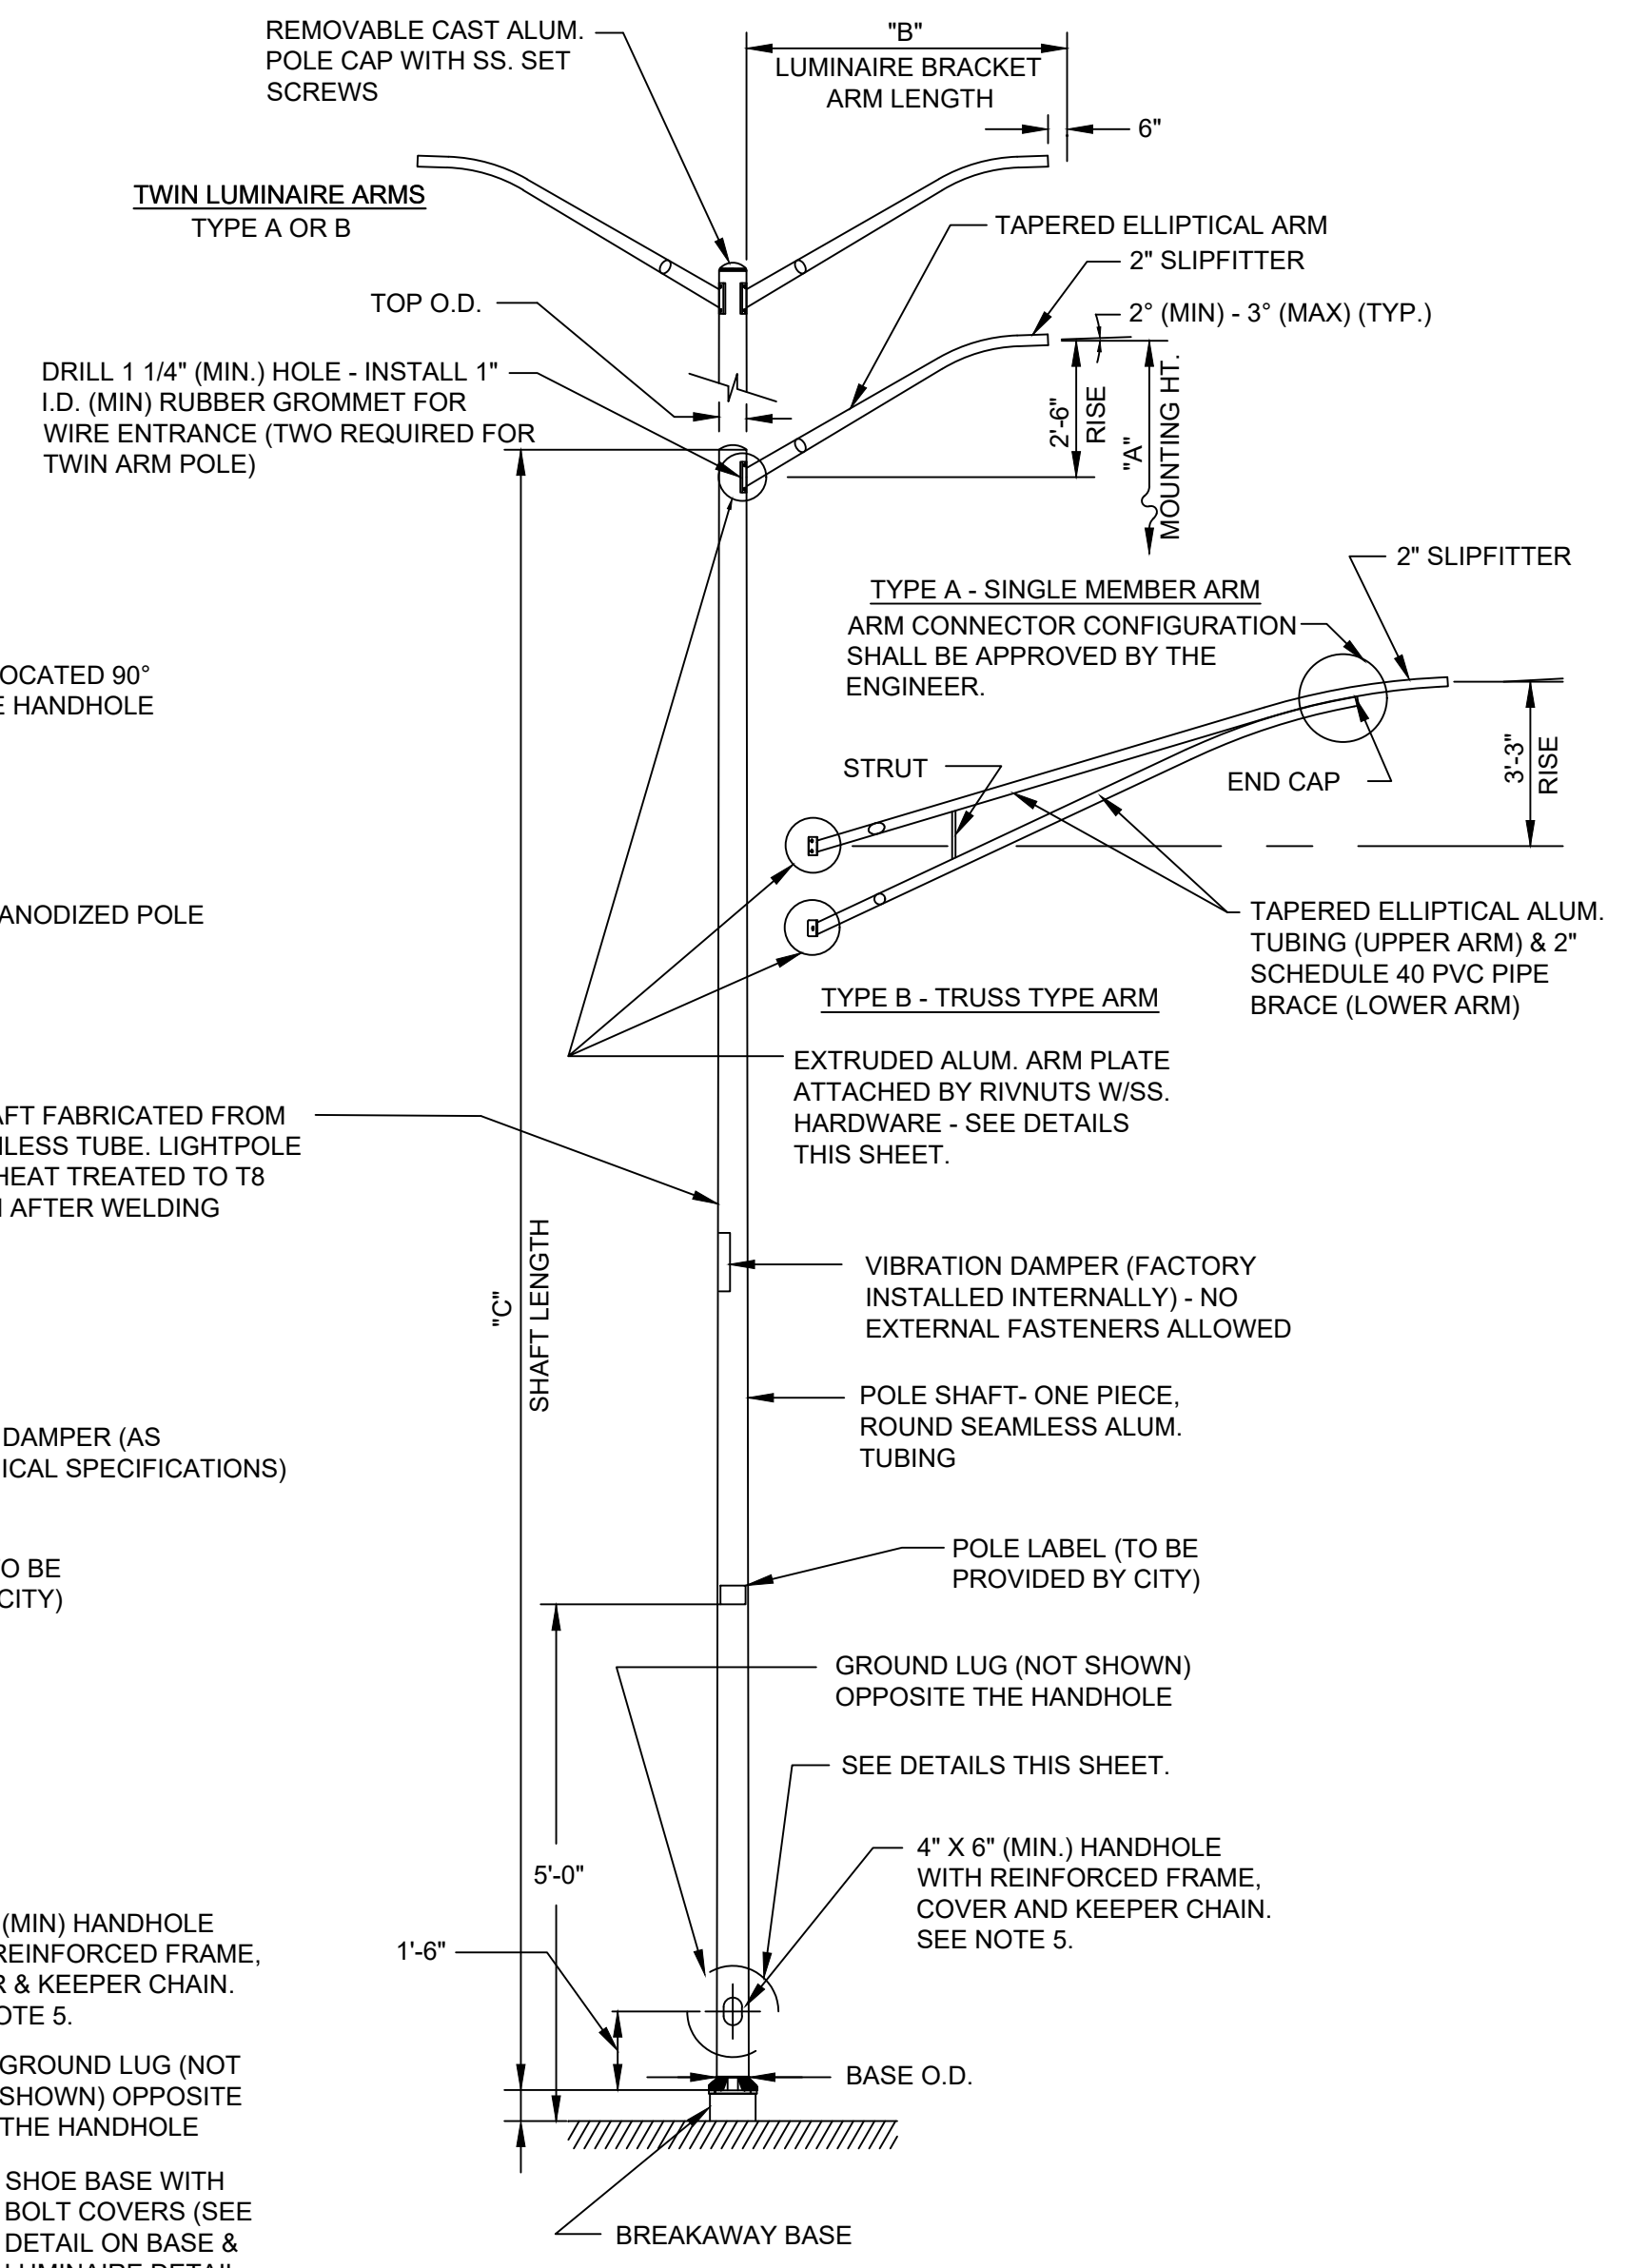 REMOVABLE CAST ALUM.
POLE CAP WITH SS. SET
SCREWS
"B"
LUMINAIRE BRACKET
ARM LENGTH
6"
TWIN LUMINAIRE ARMS
TYPE A OR B
TAPERED ELLIPTICAL ARM
2" SLIPFITTER
TOP O.D.
2° (MIN) - 3° (MAX) (TYP.)
DRILL 1 1/4" (MIN.) HOLE - INSTALL 1"
I.D. (MIN) RUBBER GROMMET FOR
WIRE ENTRANCE (TWO REQUIRED FOR
TWIN ARM POLE)
2'-6"
RISE
"A"
MOUNTING HT.
2" SLIPFITTER
TYPE A - SINGLE MEMBER ARM
ARM CONNECTOR CONFIGURATION
SHALL BE APPROVED BY THE
ENGINEER.
OCATED 90°
E HANDHOLE
STRUT
END CAP
3'-3"
RISE
ANODIZED POLE
TAPERED ELLIPTICAL ALUM.
TUBING (UPPER ARM) & 2"
SCHEDULE 40 PVC PIPE
BRACE (LOWER ARM)
TYPE B - TRUSS TYPE ARM
EXTRUDED ALUM. ARM PLATE
ATTACHED BY RIVNUTS W/SS.
HARDWARE - SEE DETAILS
THIS SHEET.
AFT FABRICATED FROM
MLESS TUBE. LIGHTPOLE
HEAT TREATED TO T8
AFTER WELDING
"C"
SHAFT LENGTH
VIBRATION DAMPER (FACTORY
INSTALLED INTERNALLY) - NO
EXTERNAL FASTENERS ALLOWED
POLE SHAFT- ONE PIECE,
ROUND SEAMLESS ALUM.
TUBING
DAMPER (AS
ICAL SPECIFICATIONS)
POLE LABEL (TO BE
PROVIDED BY CITY)
O BE
CITY)
GROUND LUG (NOT SHOWN)
OPPOSITE THE HANDHOLE
SEE DETAILS THIS SHEET.
4" X 6" (MIN.) HANDHOLE
WITH REINFORCED FRAME,
COVER AND KEEPER CHAIN.
SEE NOTE 5.
5'-0"
1'-6"
(MIN) HANDHOLE
REINFORCED FRAME,
R & KEEPER CHAIN.
OTE 5.
GROUND LUG (NOT
SHOWN) OPPOSITE
THE HANDHOLE
BASE O.D.
SHOE BASE WITH
BOLT COVERS (SEE
DETAIL ON BASE &
LUMINAIRE DETAIL
BREAKAWAY BASE